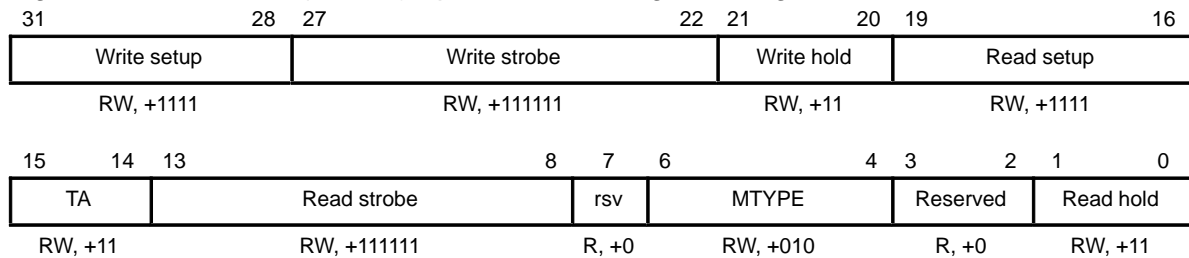 31 28 27 22 21 20 19 16
Write setup Write strobe Write hold Read setup
RW, +1111 RW, +111111 RW, +11 RW, +1111
15 14 13 8 7 6 4 3 2 1 0
TA Read strobe rsv MTYPE Reserved Read hold
RW, +11 RW, +111111 R, +0 RW, +010 R, +0 RW, +11